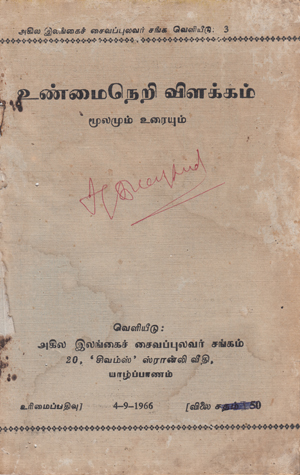 அகில இலங்கைச் சைவப்புலவர் சங்க வெளியீடு: 3
உண்மைநெறி விளக்கம்
மூலமும் உரையும்
வெளியீடு:
அகில இலங்கைச் சைவப்புலவர் சங்கம்
20, ‘சிவம்ஸ்’ ஸ்ரான்லி வீதி,
யாழ்ப்பாணம்
உரிமைப்பதிவு] 4-9-1966 [விலை 50